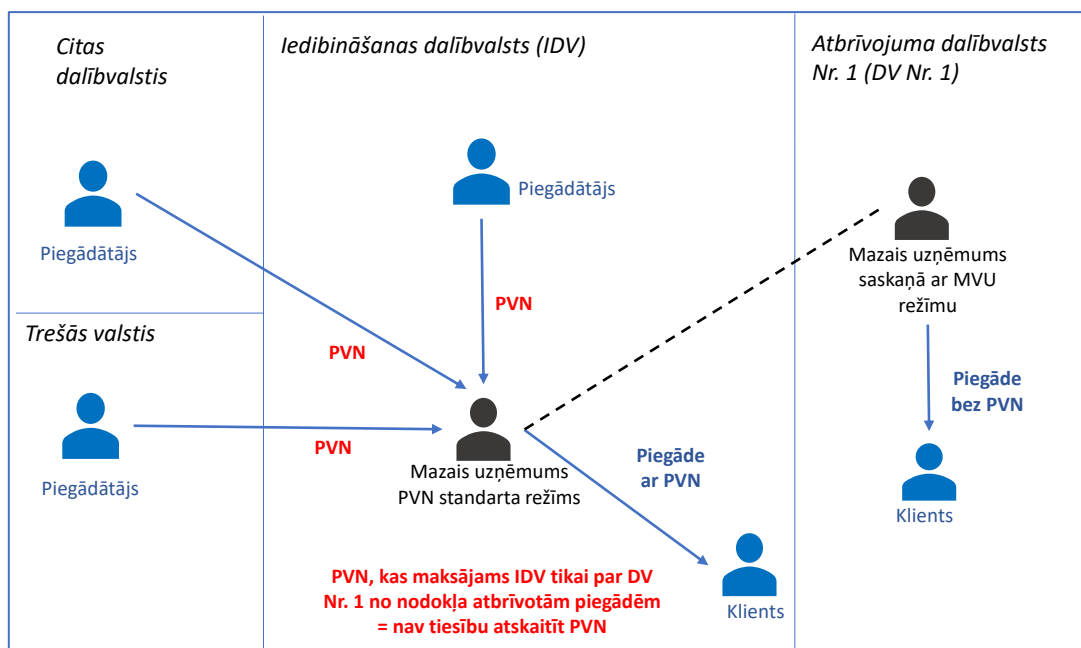 Citas
dalībvalstis
Piegādātājs
Trešās valstis
Piegādātājs
Iedibināšanas dalībvalsts (IDV)
Piegādātājs
PVN
PVN
PVN
Mazais uzņēmums
PVN standarta režīms
Piegāde
ar PVN
Klients
PVN, kas maksājams IDV tikai par DV
Nr. 1 no nodokļa atbrīvotām piegādēm
= nav tiesību atskaitīt PVN
Atbrīvojuma dalībvalsts
Nr. 1 (DV Nr. 1)
Mazais uzņēmums
saskaņā ar MVU
režīmu
Piegāde
bez PVN
Klients